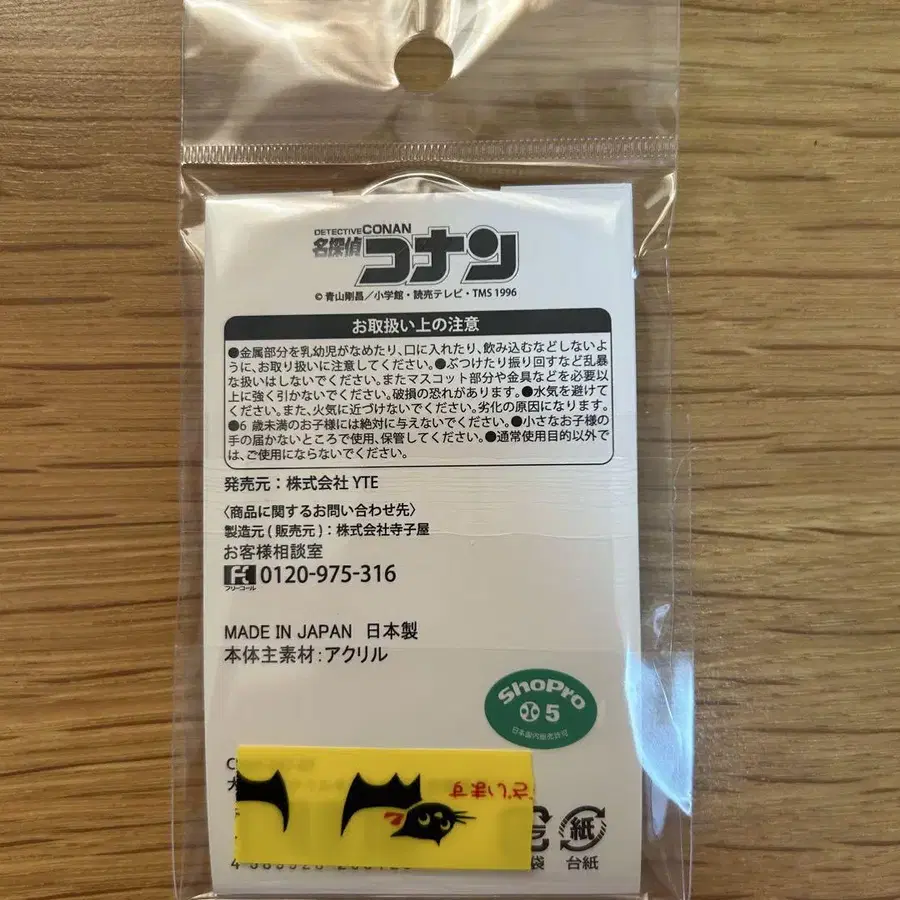 DETECTIVE CONAN
名探偵コナン
© 青山剛昌／小学館・読売テレビ・TMS 1996
お取扱い上の注意
●金属部分を乳幼児がなめたり、口に入れたり、飲み込むなどしないよ
うに、お取り扱いに注意してください。●ぶつけたり振り回すなど乱暴
な扱いはしないでください。またマスコット部分や金具などを必要以
上に強く引かないでください。破損の恐れがあります。●水気を避けて
ください。また、火気に近づけないでください。劣化の原因になります。
●6 歳未満のお子様には絶対に与えないでください。●小さなお子様の
手の届かないところで使用、保管してください。●通常使用目的以外で
は、ご使用にならないでください。
発売元：株式会社 YTE
〈商品に関するお問い合わせ先〉
製造元 ( 販売元 )：株式会社寺子屋
お客様相談室
フリーコール 0120-975-316
MADE IN JAPAN 日本製
本体主素材：アクリル
ShoPro
5
日本国内販売許可
ざいます
紙
袋 台紙